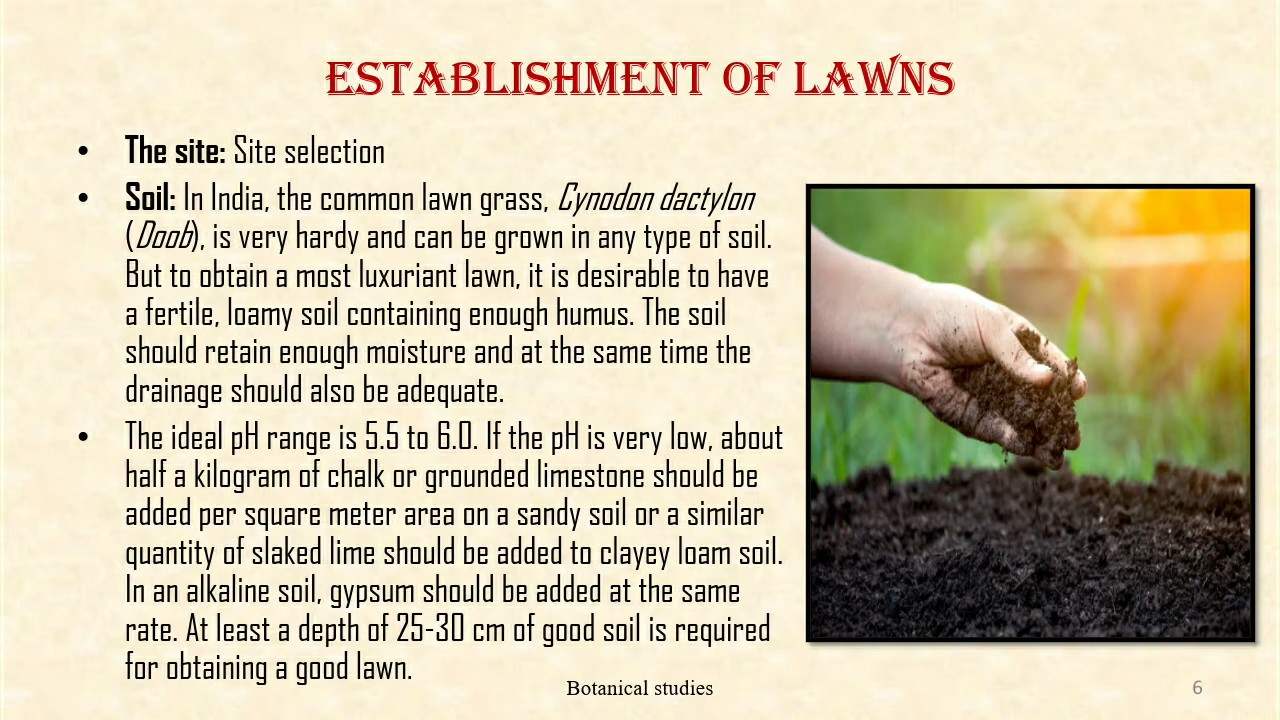 ESTABLISHMENT OF LAWNS
• The site: Site selection
• Soil: In India, the common lawn grass, Cynodon dactylon
(Doob), is very hardy and can be grown in any type of soil.
But to obtain a most luxuriant lawn, it is desirable to have
a fertile, loamy soil containing enough humus. The soil
should retain enough moisture and at the same time the
drainage should also be adequate.
• The ideal pH range is 5.5 to 6.0. If the pH is very low, about
half a kilogram of chalk or grounded limestone should be
added per square meter area on a sandy soil or a similar
quantity of slaked lime should be added to clayey loam soil.
In an alkaline soil, gypsum should be added at the same
rate. At least a depth of 25-30 cm of good soil is required
for obtaining a good lawn.
Botanical studies
6